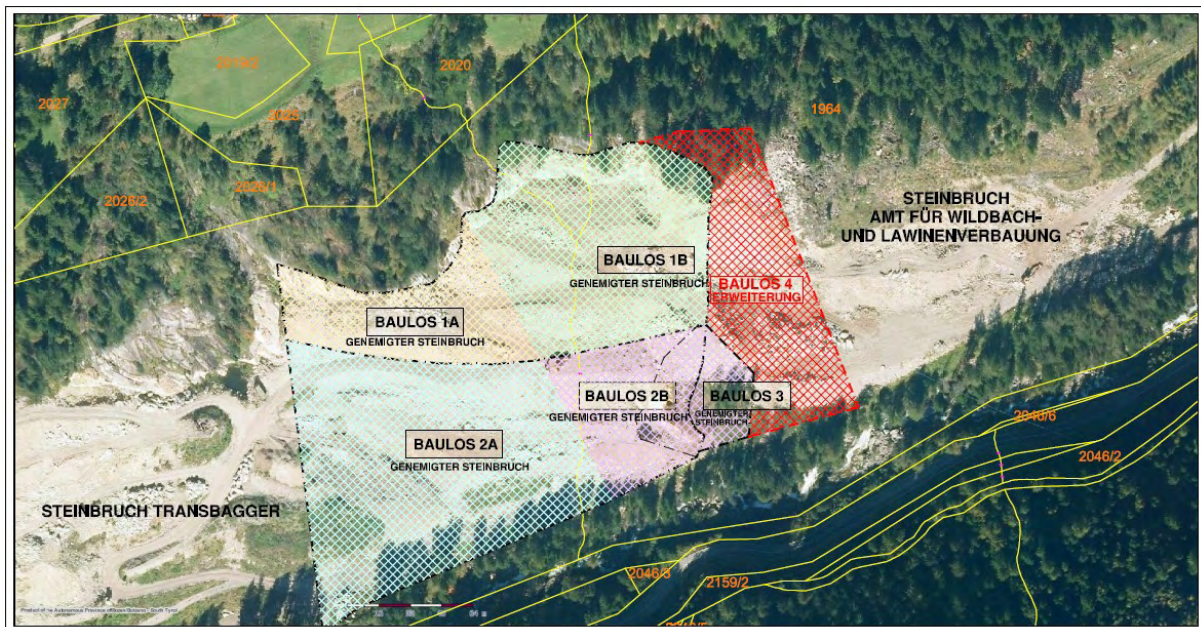 2019/2
2020
2027
2025
1964
2026/1
2026/2
STEINBRUCH
AMT FÜR WILDBACH-
UND LAWINENVERBAUUNG
BAULOS 1B
GENEMIGTER STEINBRUCH
BAULOS 4
ERWEITERUNG
BAULOS 1A
GENEMIGTER STEINBRUCH
BAULOS 2B
GENEMIGTER STEINBRUCH
BAULOS 3
GENEMIGTER
STEINBRUCH
2046/6
BAULOS 2A
GENEMIGTER STEINBRUCH
2046/2
STEINBRUCH TRANSBAGGER
2046/3
2159/2